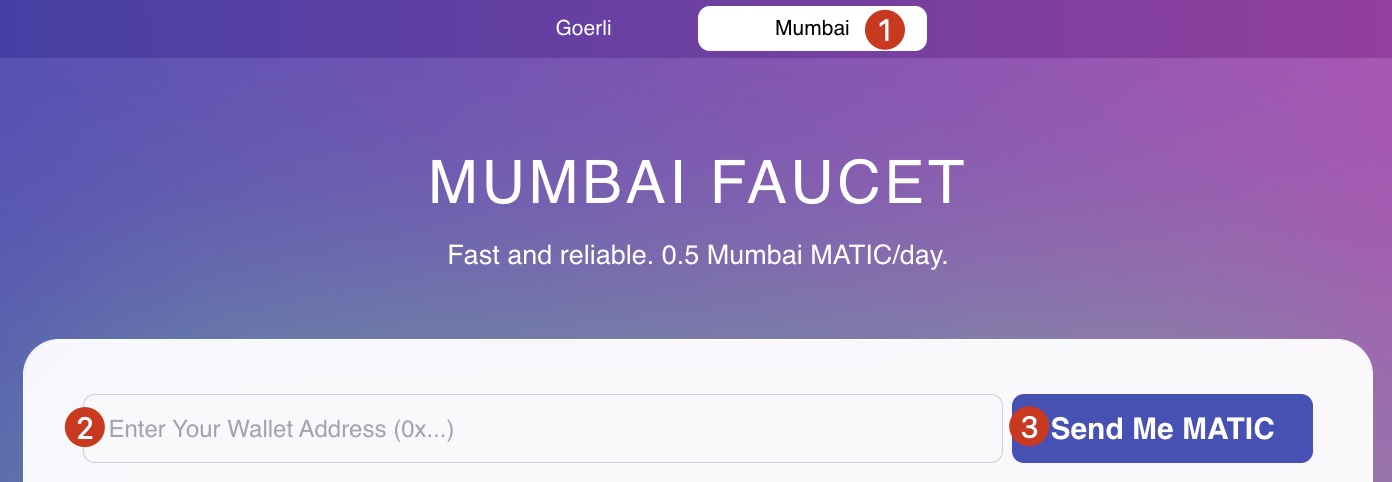 Goerli Mumbai 1
MUMBAI FAUCET
Fast and reliable. 0.5 Mumbai MATIC/day.
2 Enter Your Wallet Address (0x...) 3 Send Me MATIC